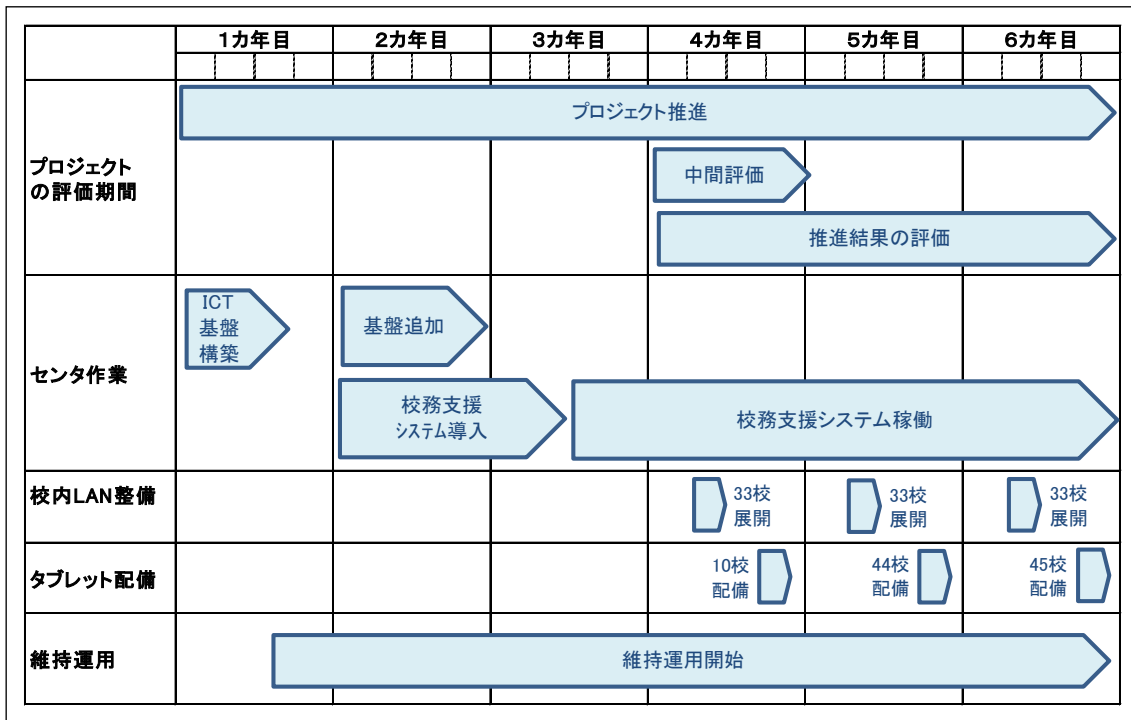 1カ年目 2カ年目 3カ年目 4カ年目 5カ年目 6カ年目
プロジェクト
の評価期間
プロジェクト推進
中間評価
推進結果の評価
センタ作業
ICT
基盤
構築
基盤追加
校務支援
システム導入
校務支援システム稼働
校内LAN整備
33校
展開
33校
展開
33校
展開
タブレット配備
10校
配備
44校
配備
45校
配備
維持運用
維持運用開始